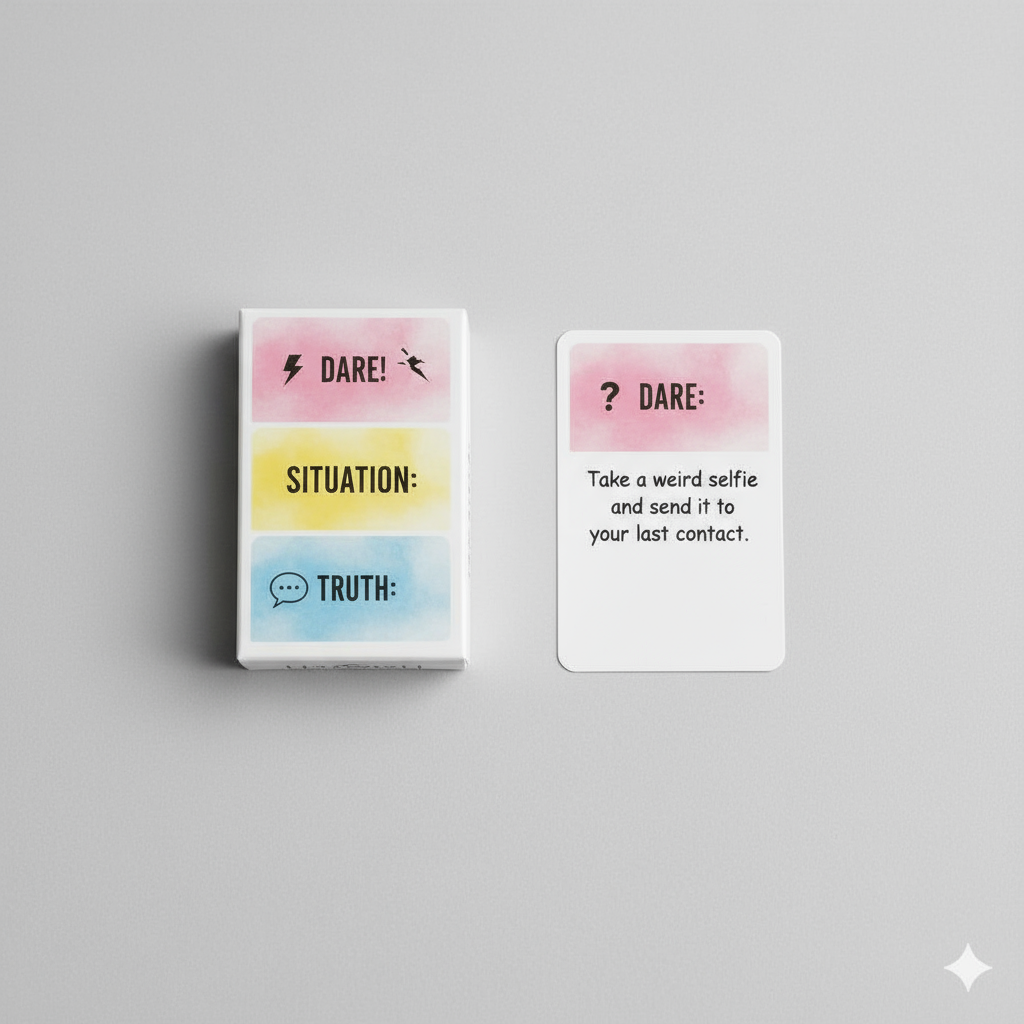 DARE!
SITUATION:
TRUTH:
? DARE:
Take a weird selfie
and send it to
your last contact.